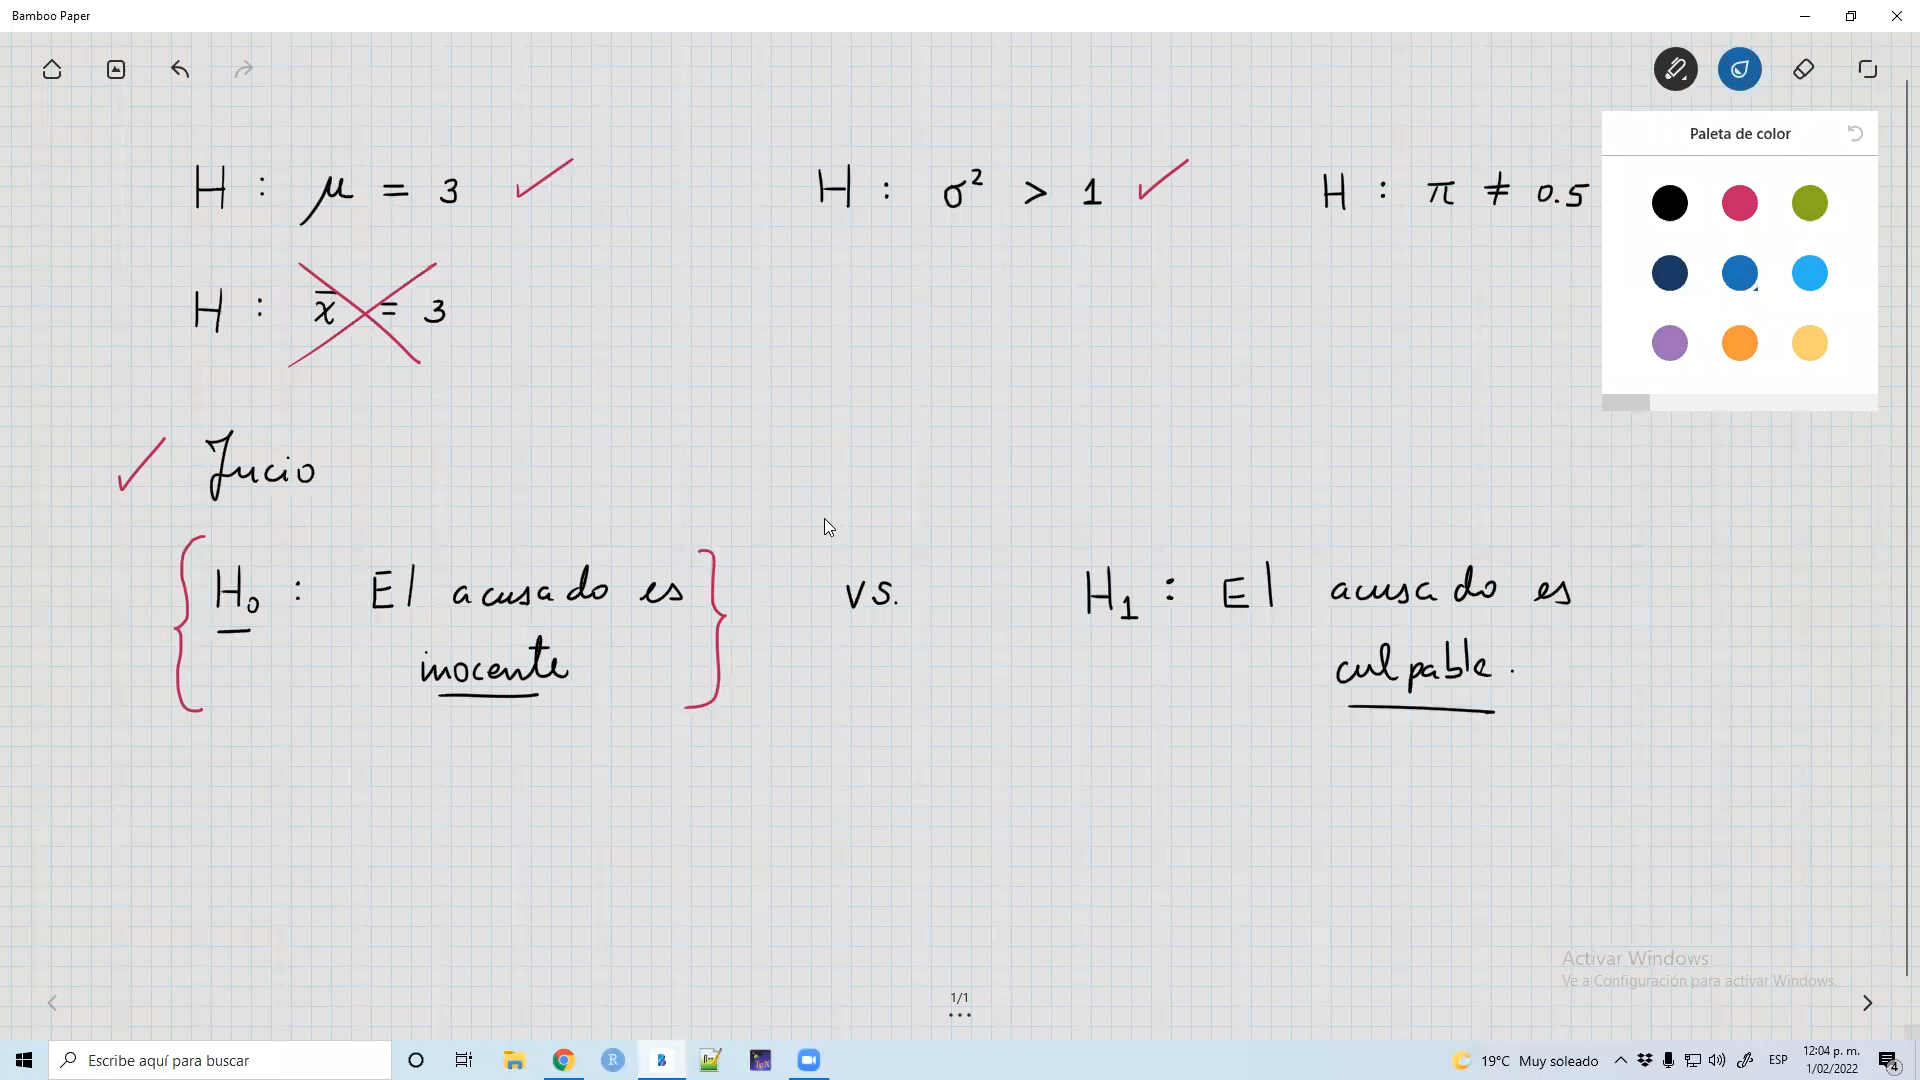 Bamboo Paper
Paleta de color
H : μ = 3 ✓
H : σ² > 1 ✓
H : π ≠ 0.5
H : x̄ = 3
✓ Jucio
H₀ : El acusado es
inocente
vs.
H₁ : El acusado es
culpable.
Activar Windows
Ve a Configuración para activar Windows.
1/1
Escribe aquí para buscar
19°C Muy soleado
ESP
12:04 p. m.
1/02/2022
4